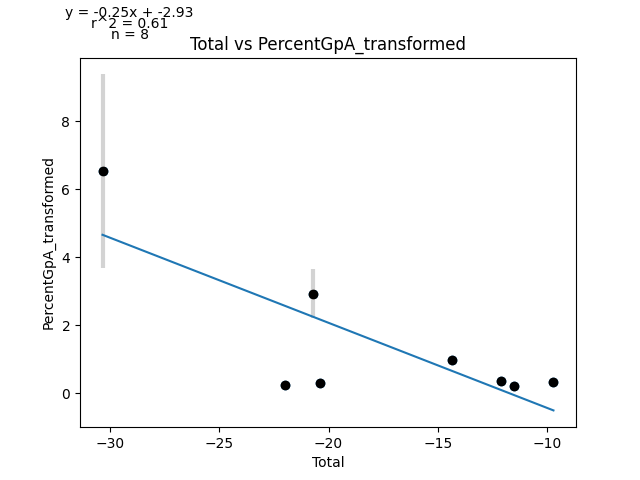 y = -0.25x + -2.93
r^2 = 0.61
n = 8
Total vs PercentGpA_transformed
PercentGpA_transformed
8
6
4
2
0
−30
−25
−20
−15
−10
Total